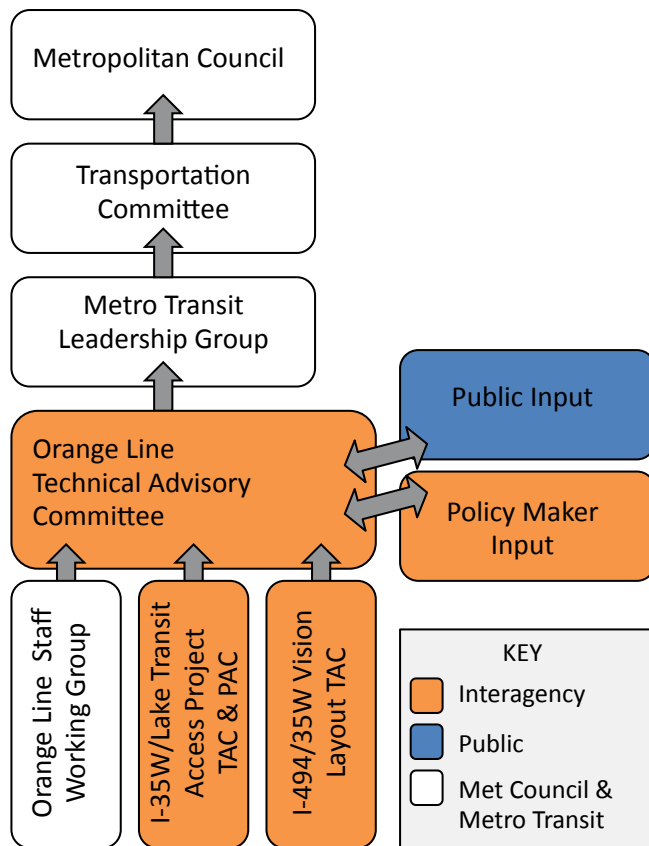 Metropolitan Council
Transportation
Committee
Metro Transit
Leadership Group
Orange Line
Technical Advisory
Committee
Public Input
Policy Maker
Input
Orange Line Staff
Working Group
I-35W/Lake Transit
Access Project
TAC & PAC
I-494/35W Vision
Layout TAC
KEY
Interagency
Public
Met Council &
Metro Transit